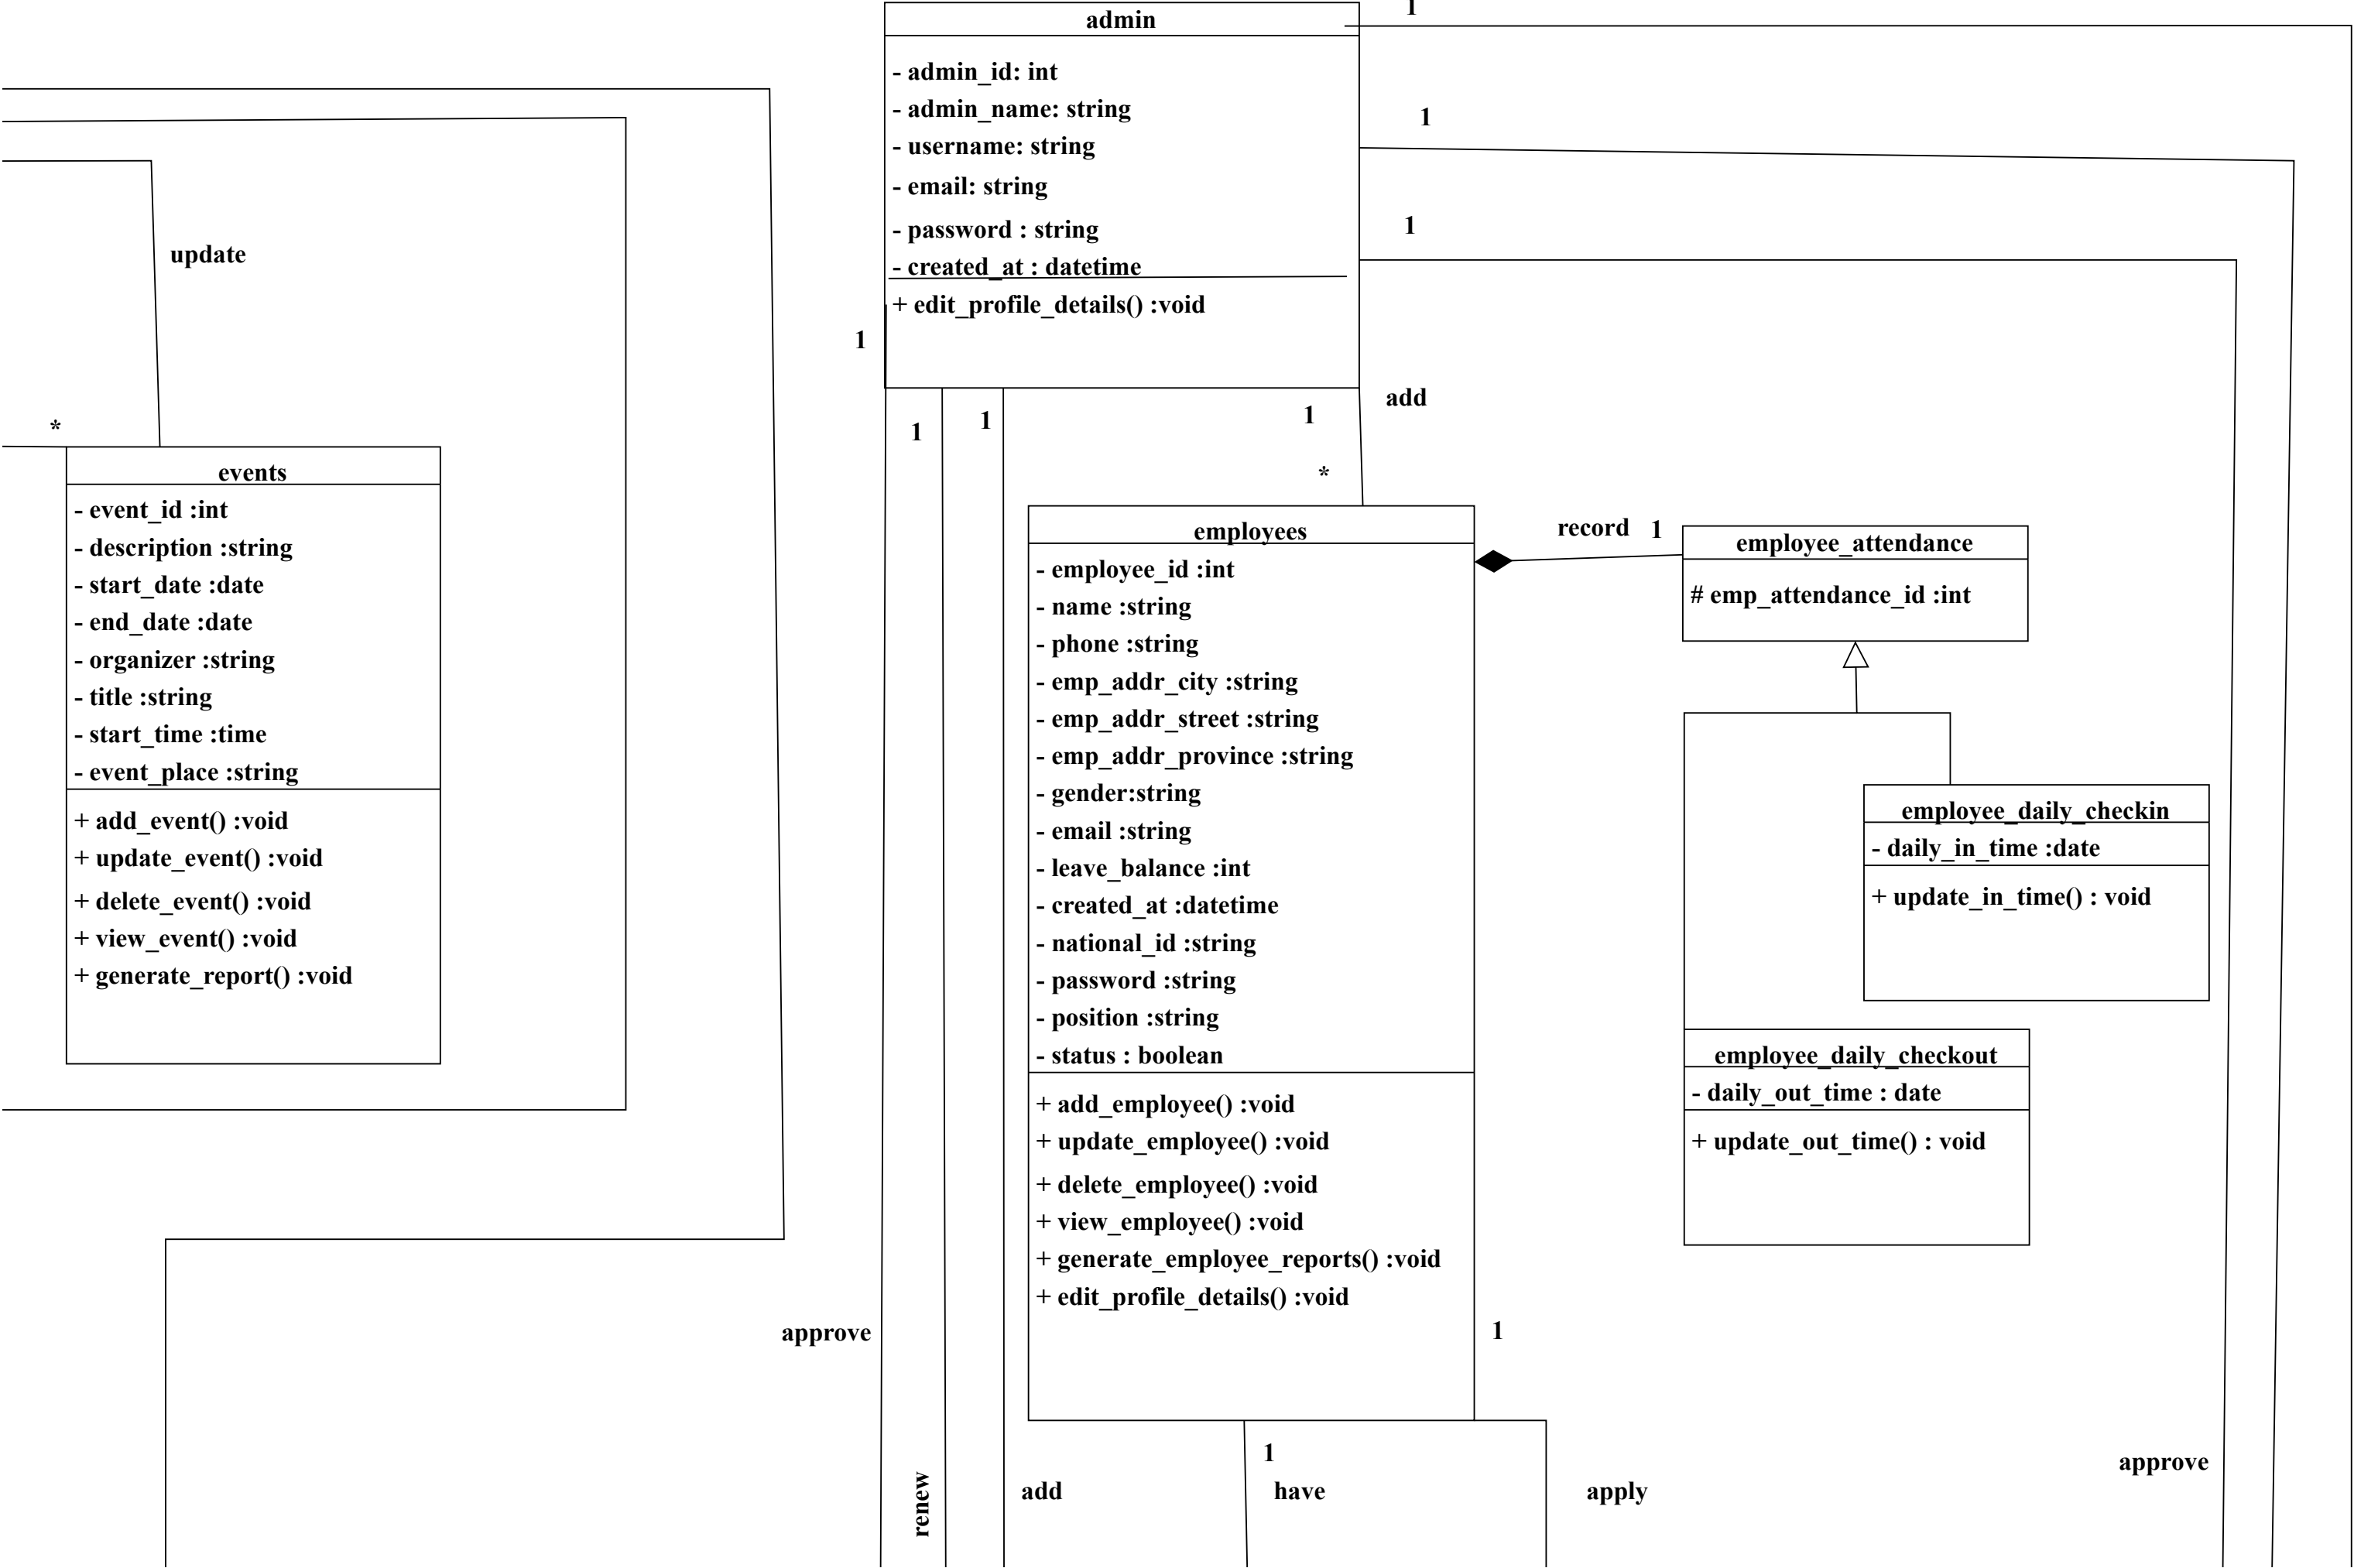 admin
- admin_id: int
- admin_name: string
- username: string
- email: string
- password : string
- created_at : datetime
+ edit_profile_details() :void
1
1
1
1
1
1
1
add
*
update
*
events
- event_id :int
- description :string
- start_date :date
- end_date :date
- organizer :string
- title :string
- start_time :time
- event_place :string
+ add_event() :void
+ update_event() :void
+ delete_event() :void
+ view_event() :void
+ generate_report() :void
employees
- employee_id :int
- name :string
- phone :string
- emp_addr_city :string
- emp_addr_street :string
- emp_addr_province :string
- gender:string
- email :string
- leave_balance :int
- created_at :datetime
- national_id :string
- password :string
- position :string
- status : boolean
+ add_employee() :void
+ update_employee() :void
+ delete_employee() :void
+ view_employee() :void
+ generate_employee_reports() :void
+ edit_profile_details() :void
record 1
employee_attendance
# emp_attendance_id :int
employee_daily_checkin
- daily_in_time :date
+ update_in_time() : void
employee_daily_checkout
- daily_out_time : date
+ update_out_time() : void
approve
1
renew
add
1
have
apply
approve